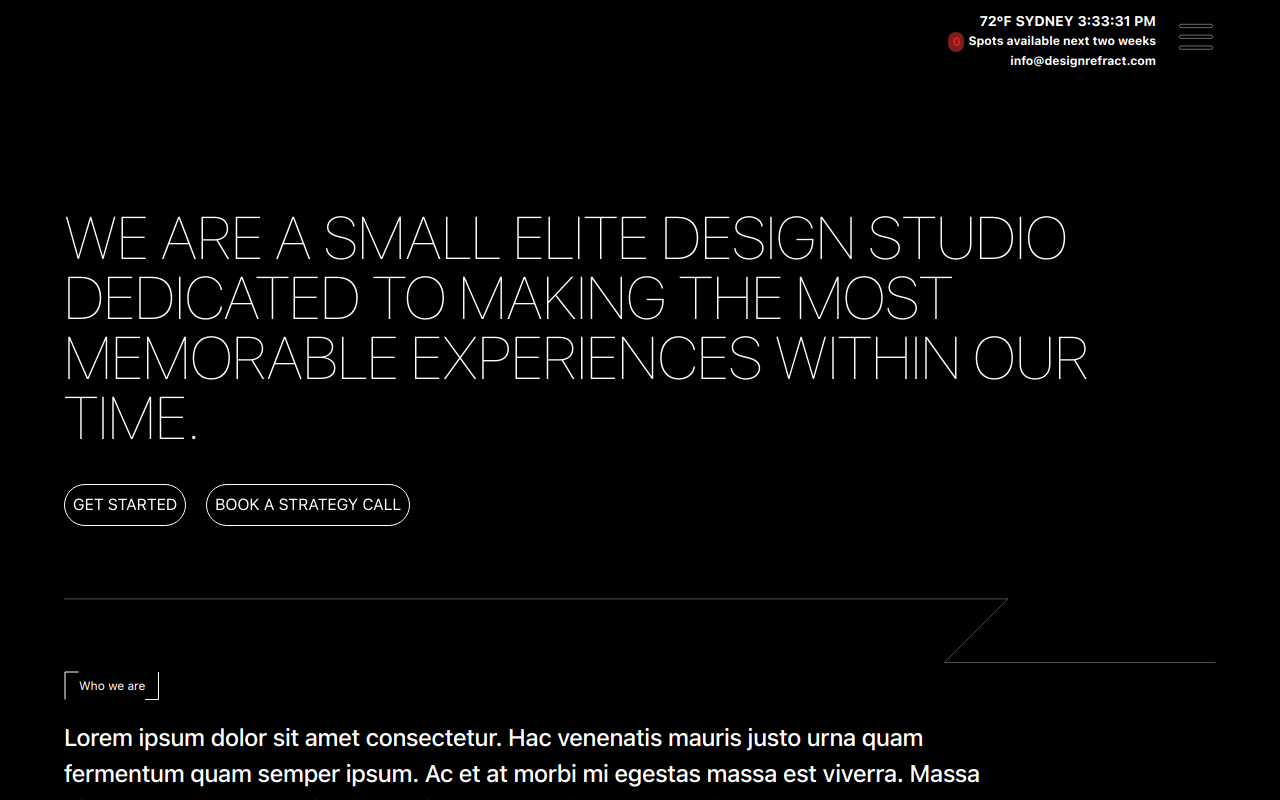 72ºF SYDNEY 3:33:31 PM
0 Spots available next two weeks
info@designrefract.com
WE ARE A SMALL ELITE DESIGN STUDIO
DEDICATED TO MAKING THE MOST
MEMORABLE EXPERIENCES WITHIN OUR
TIME.
GET STARTED
BOOK A STRATEGY CALL
Who we are
Lorem ipsum dolor sit amet consectetur. Hac venenatis mauris justo urna quam
fermentum quam semper ipsum. Ac et at morbi mi egestas massa est viverra. Massa